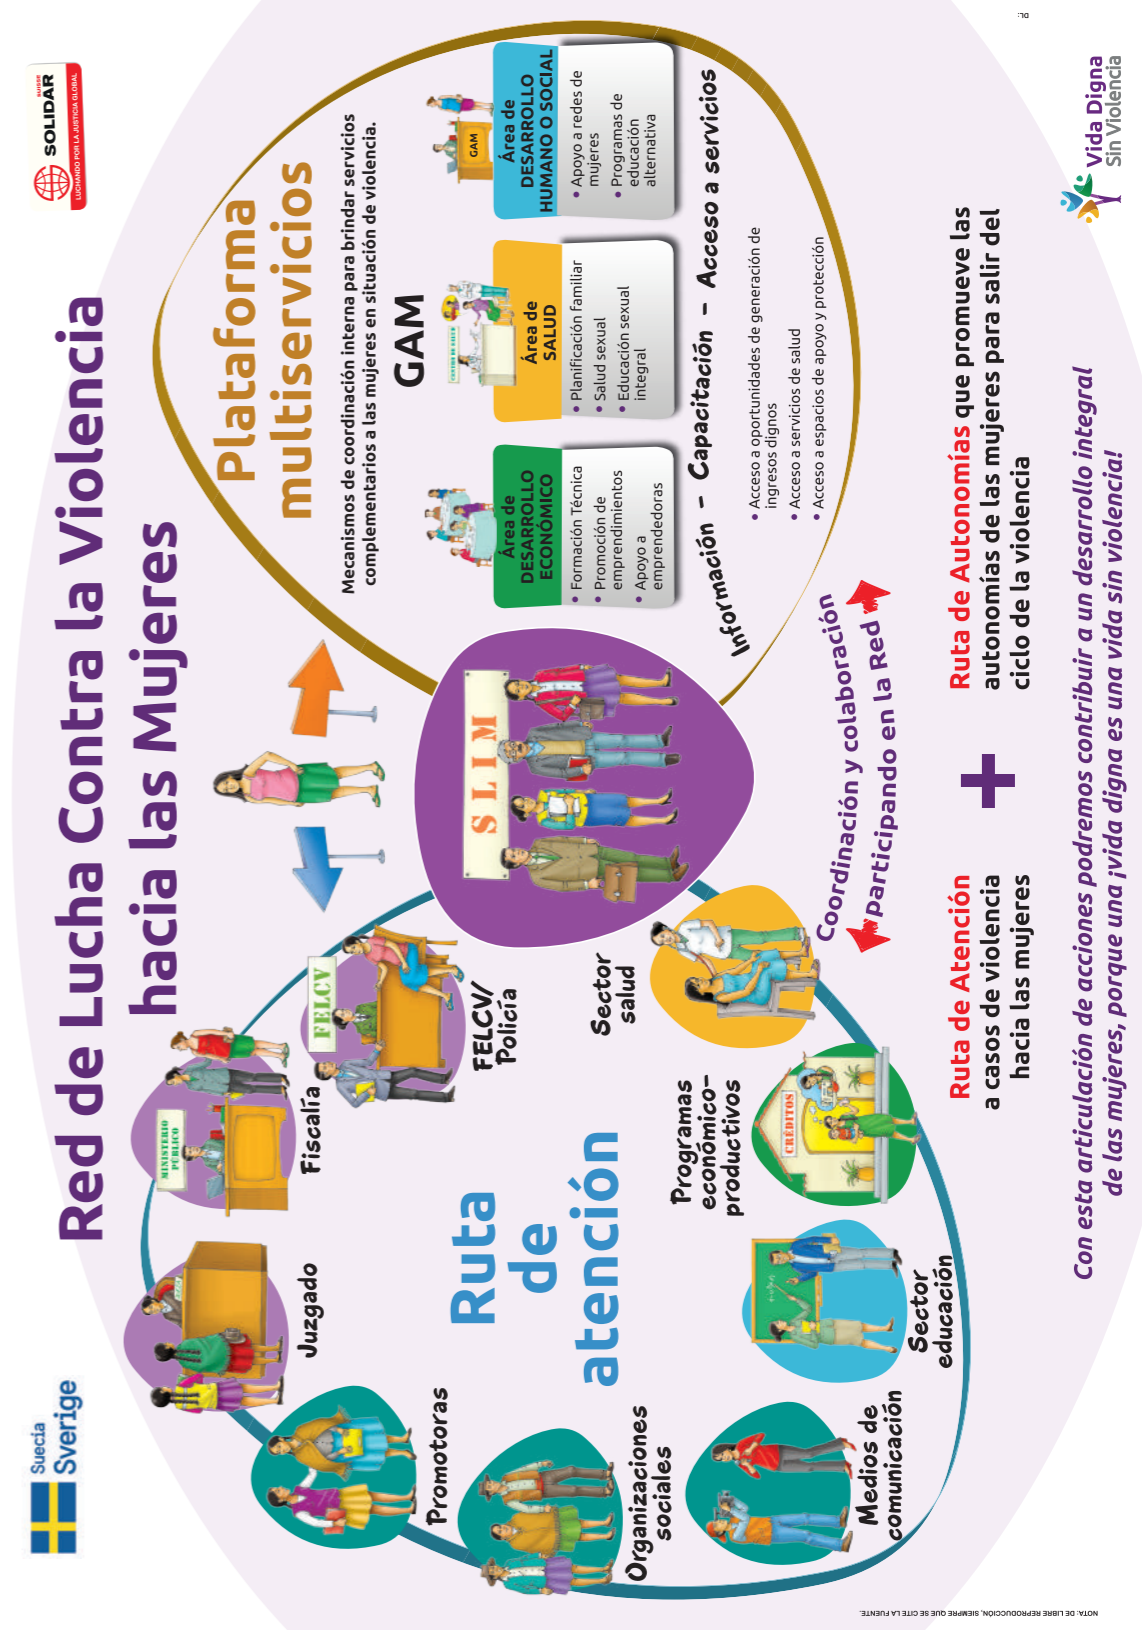 Suecia
Sverige
SUISSE
SOLIDAR
LUCHANDO POR LA JUSTICIA GLOBAL
Red de Lucha Contra la Violencia
hacia las Mujeres
Juzgado
MINISTERIO
PÚBLICO
Fiscalía
FELCV
FELCV/
Policía
Promotoras
Organizaciones
sociales
Medios de
comunicación
Sector
educación
CRÉDITOS
Programas
económico-
productivos
Sector
salud
Ruta
de
atención
SLIM
Plataforma
multiservicios
Mecanismos de coordinación interna para brindar servicios
complementarios a las mujeres en situación de violencia.
GAM
Área de
DESARROLLO
ECONÓMICO
• Formación Técnica
• Promoción de
emprendimientos
• Apoyo a
emprendedoras
CENTRO DE SALUD
Área de
SALUD
• Planificación familiar
• Salud sexual
• Educación sexual
integral
GAM
Área de
DESARROLLO
HUMANO O SOCIAL
• Apoyo a redes de
mujeres
• Programas de
educación
alternativa
Información - Capacitación - Acceso a servicios
• Acceso a oportunidades de generación de
ingresos dignos
• Acceso a servicios de salud
• Acceso a espacios de apoyo y protección
Coordinación y colaboración
participando en la Red
Ruta de Atención
a casos de violencia
hacia las mujeres
+
Ruta de Autonomías que promueve las
autonomías de las mujeres para salir del
ciclo de la violencia
Con esta articulación de acciones podremos contribuir a un desarrollo integral
de las mujeres, porque una ¡vida digna es una vida sin violencia!
Vida Digna
Sin Violencia
NOTA: DE LIBRE REPRODUCCIÓN, SIEMPRE QUE SE CITE LA FUENTE.
DL: